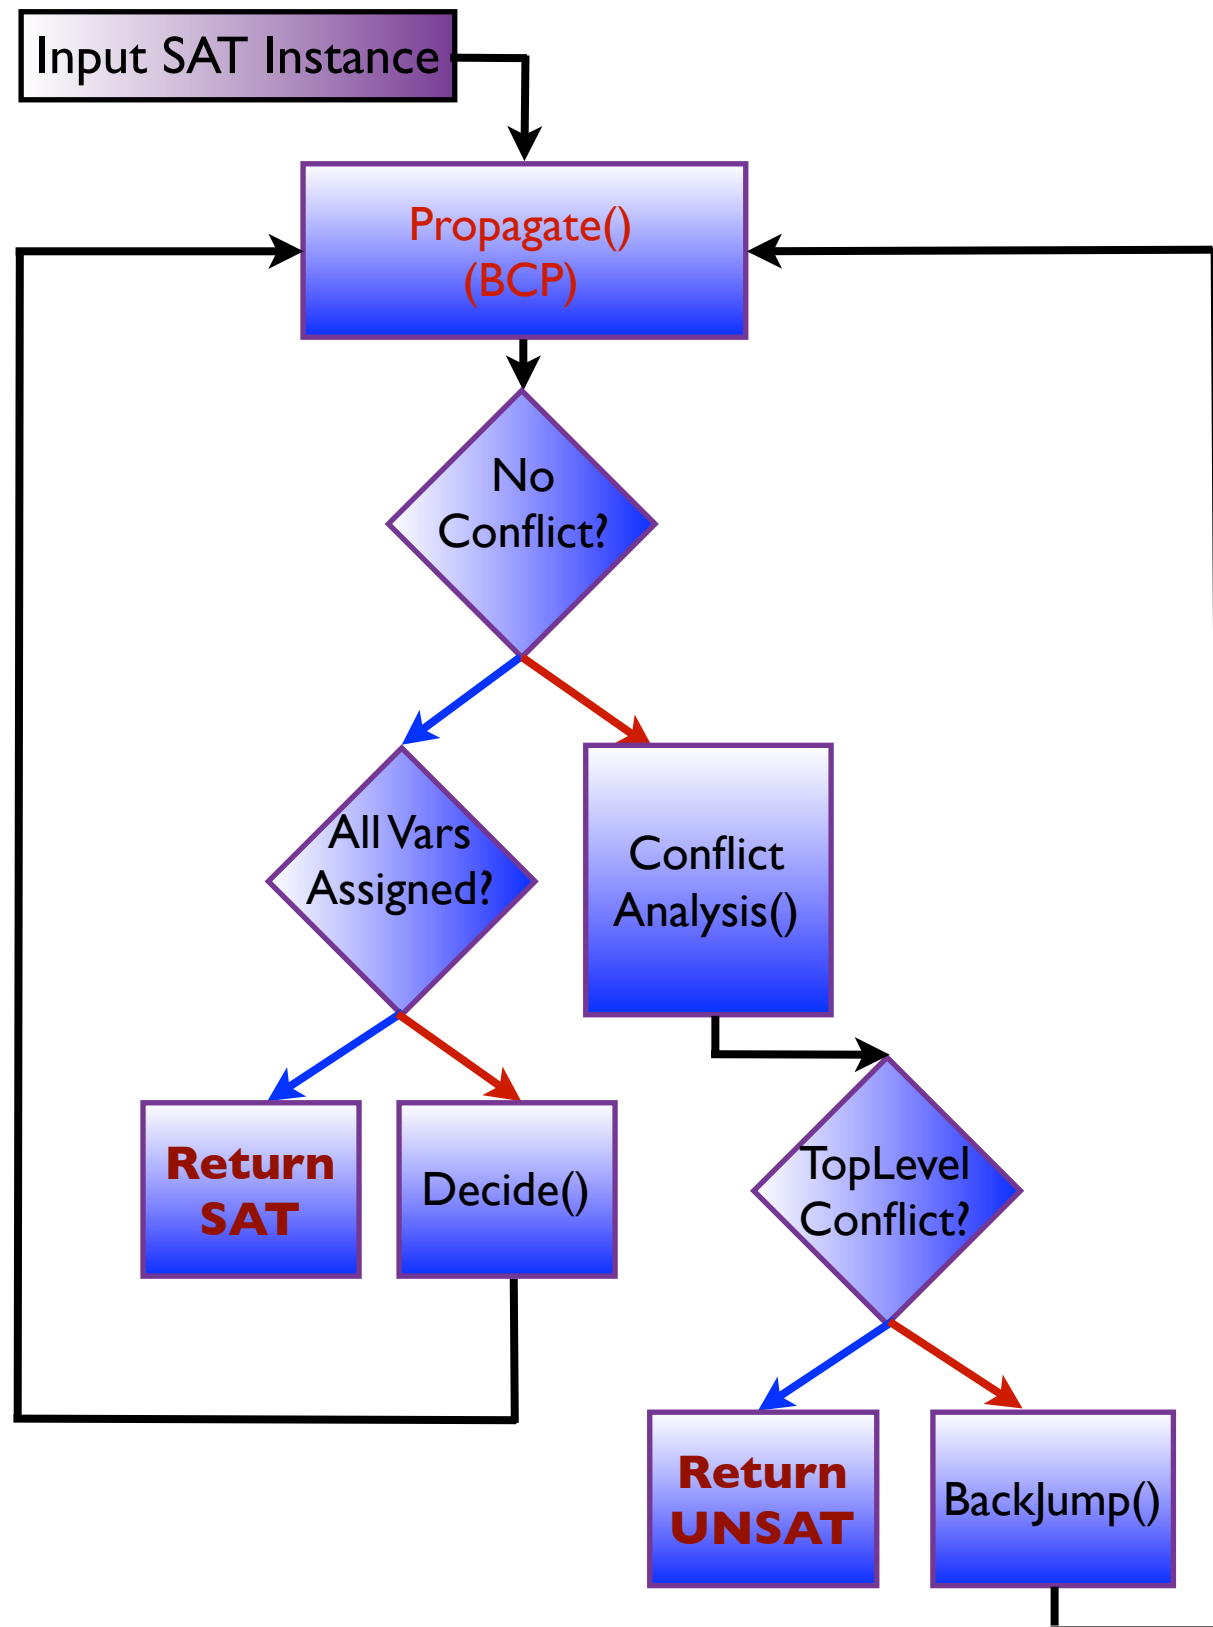 Input SAT Instance
Propagate()
(BCP)
No
Conflict?
All Vars
Assigned?
Conflict
Analysis()
Return
SAT
Decide()
TopLevel
Conflict?
Return
UNSAT
BackJump()